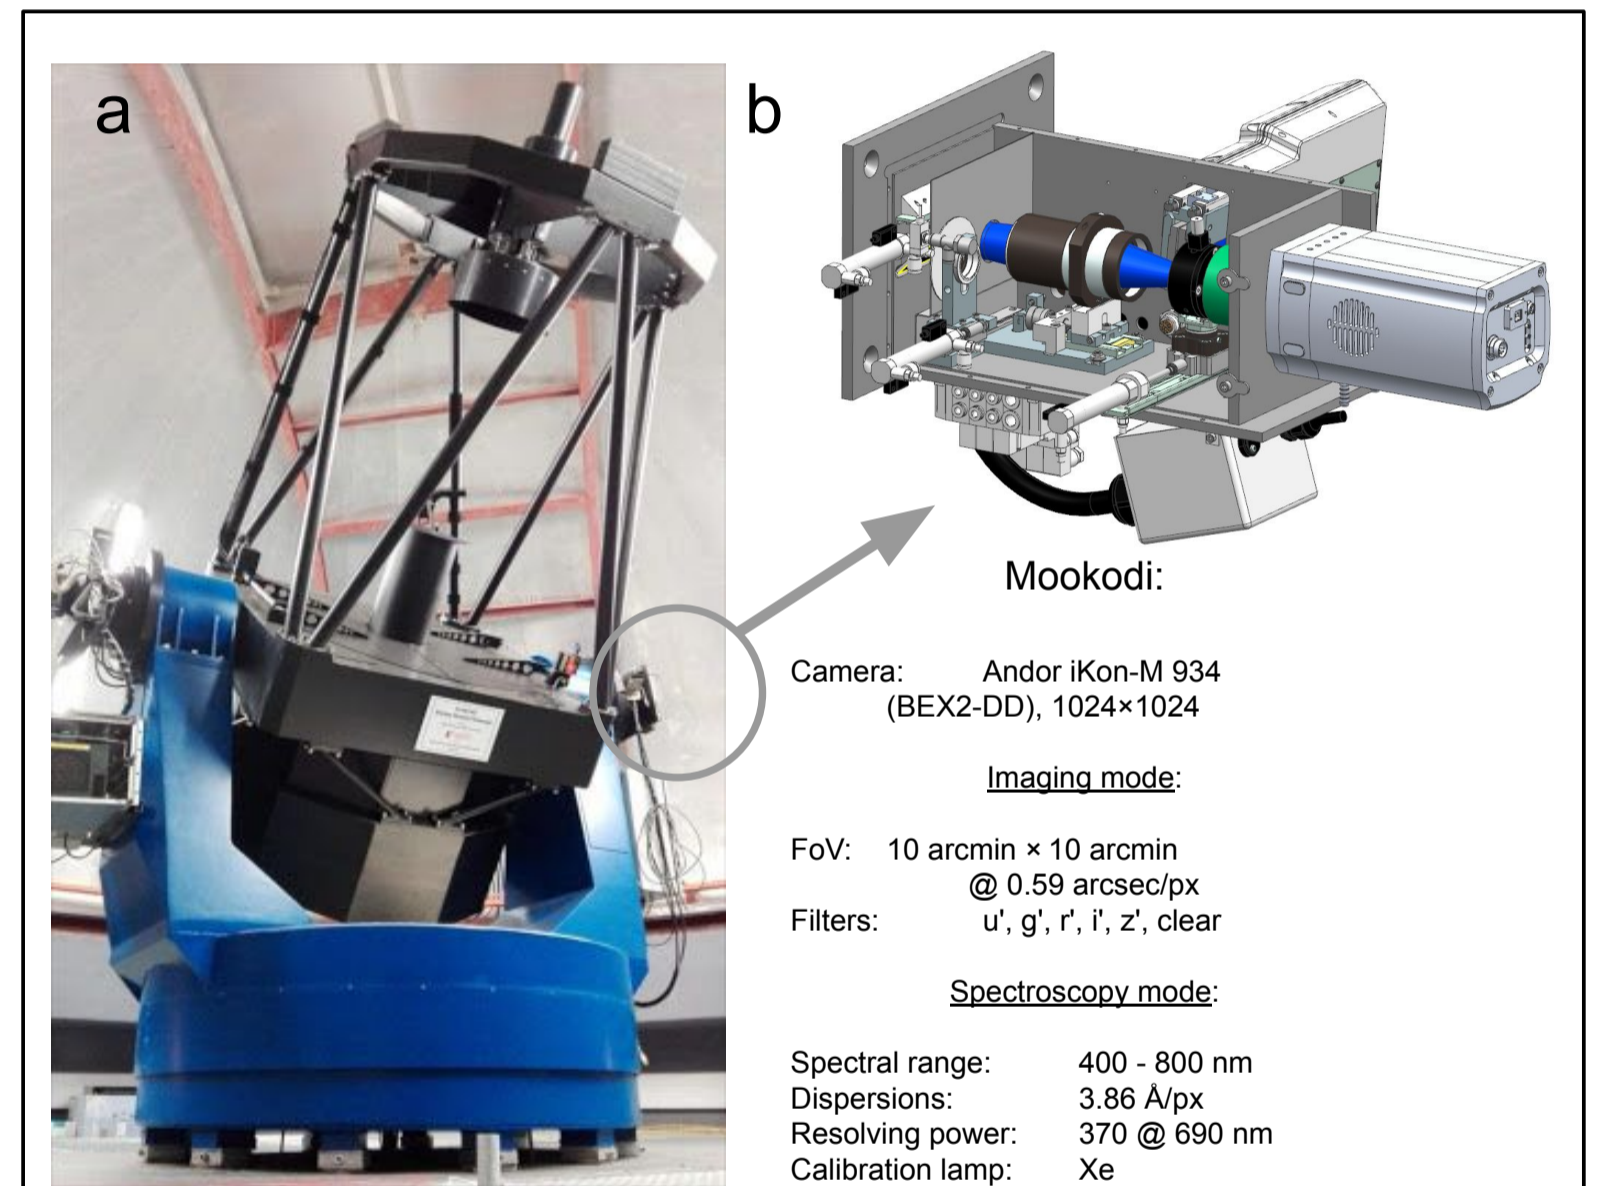 a
b
Mookodi:
Camera: Andor iKon-M 934
(BEX2-DD), 1024×1024
Imaging mode:
FoV: 10 arcmin × 10 arcmin
@ 0.59 arcsec/px
Filters: u', g', r', i', z', clear
Spectroscopy mode:
Spectral range: 400 - 800 nm
Dispersions: 3.86 Å/px
Resolving power: 370 @ 690 nm
Calibration lamp: Xe